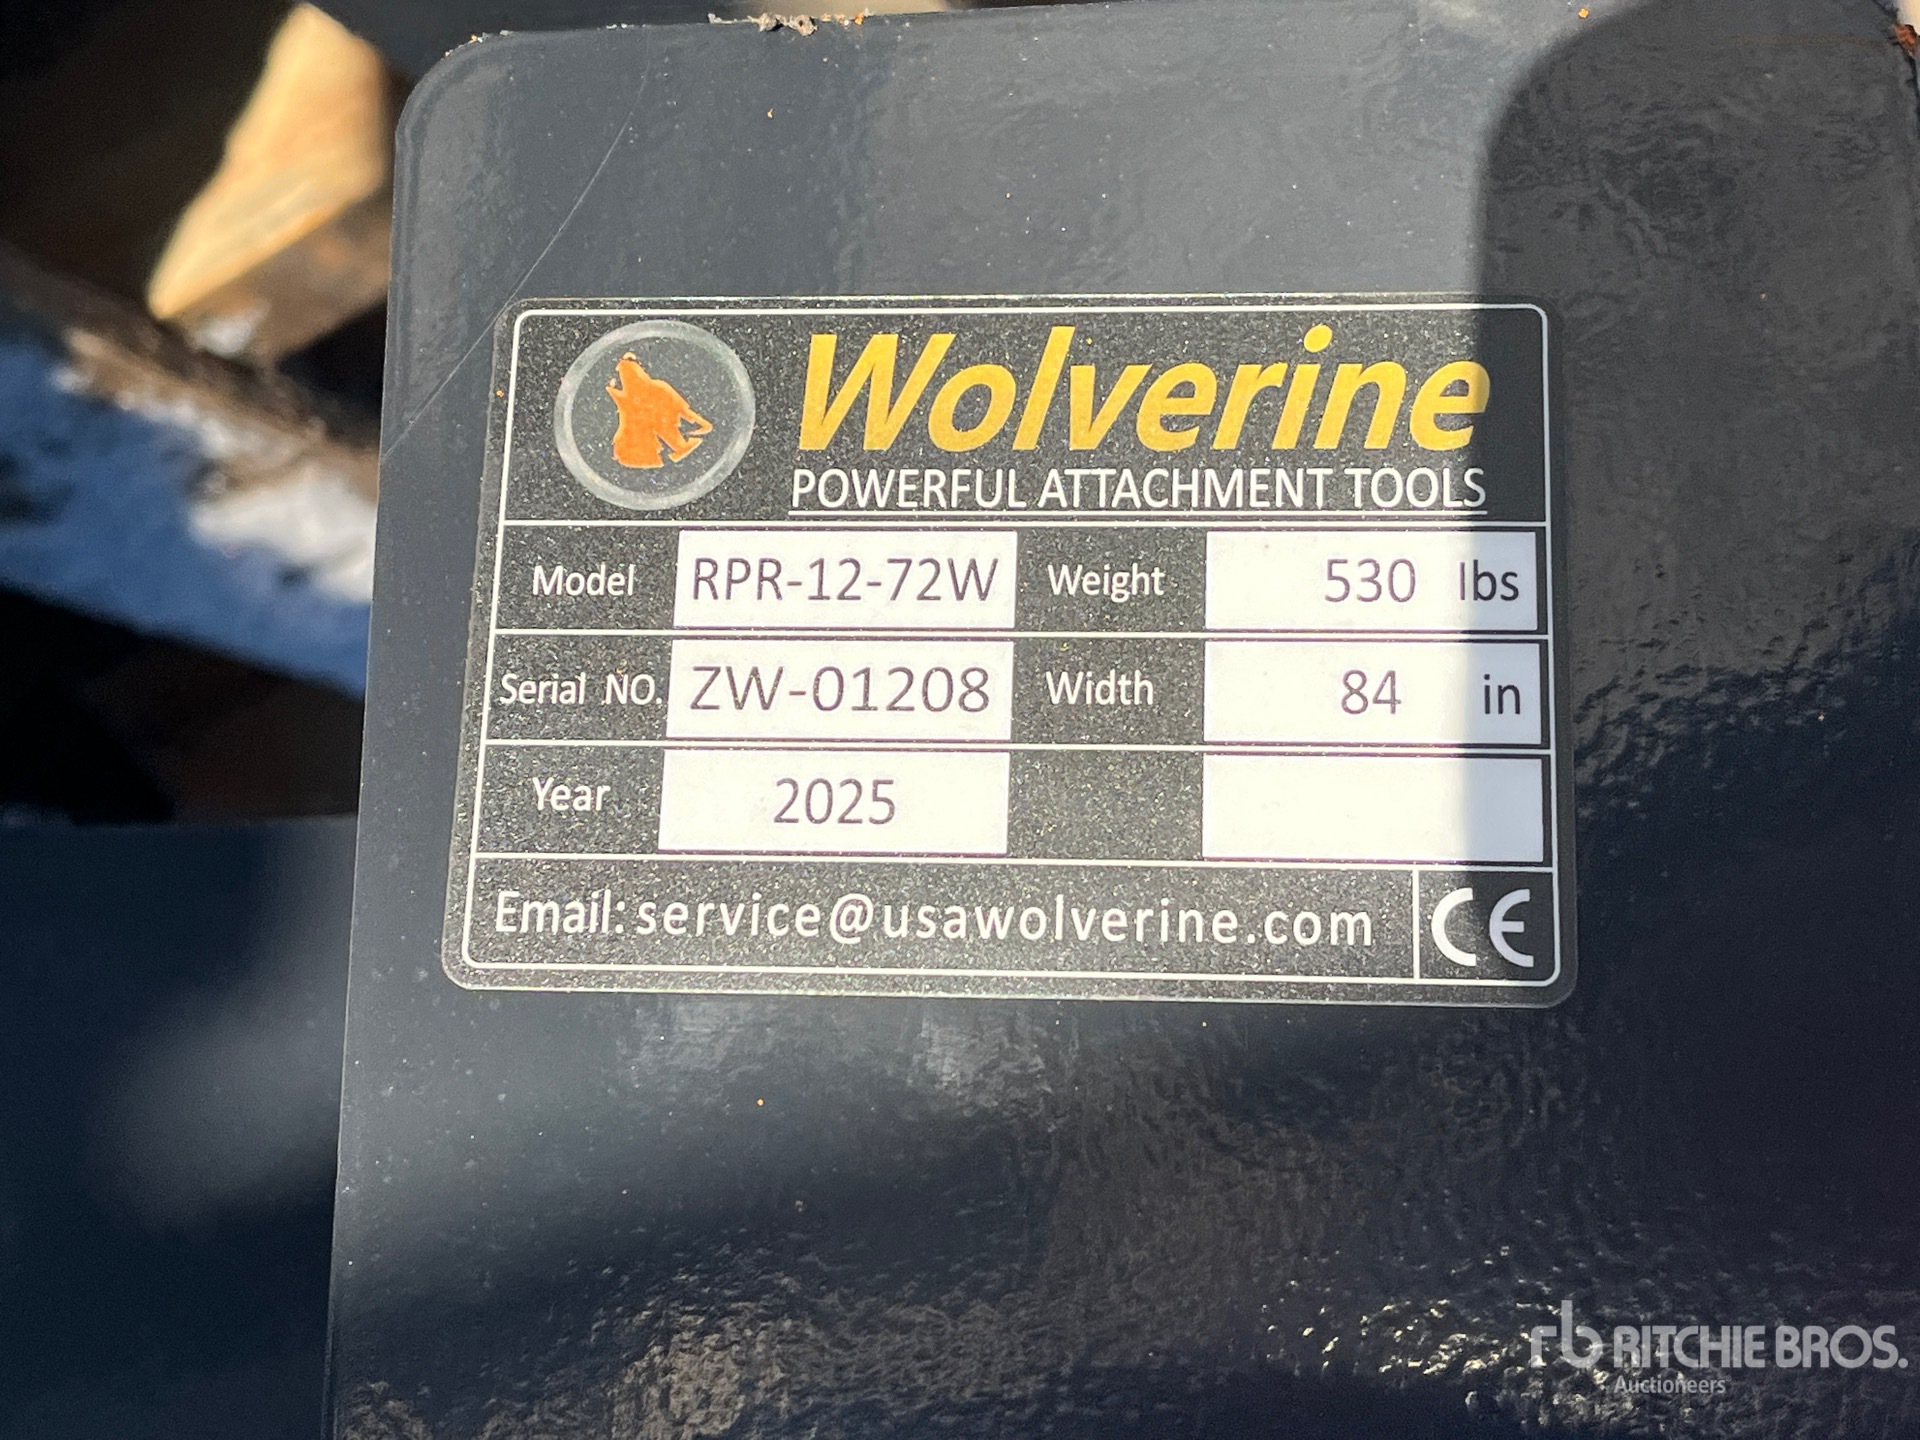 Wolverine
POWERFUL ATTACHMENT TOOLS
Model RPR-12-72W Weight 530 lbs
Serial NO. ZW-01208 Width 84 in
Year 2025
Email: service@usawolverine.com CE
rb RITCHIE BROS.
Auctioneers